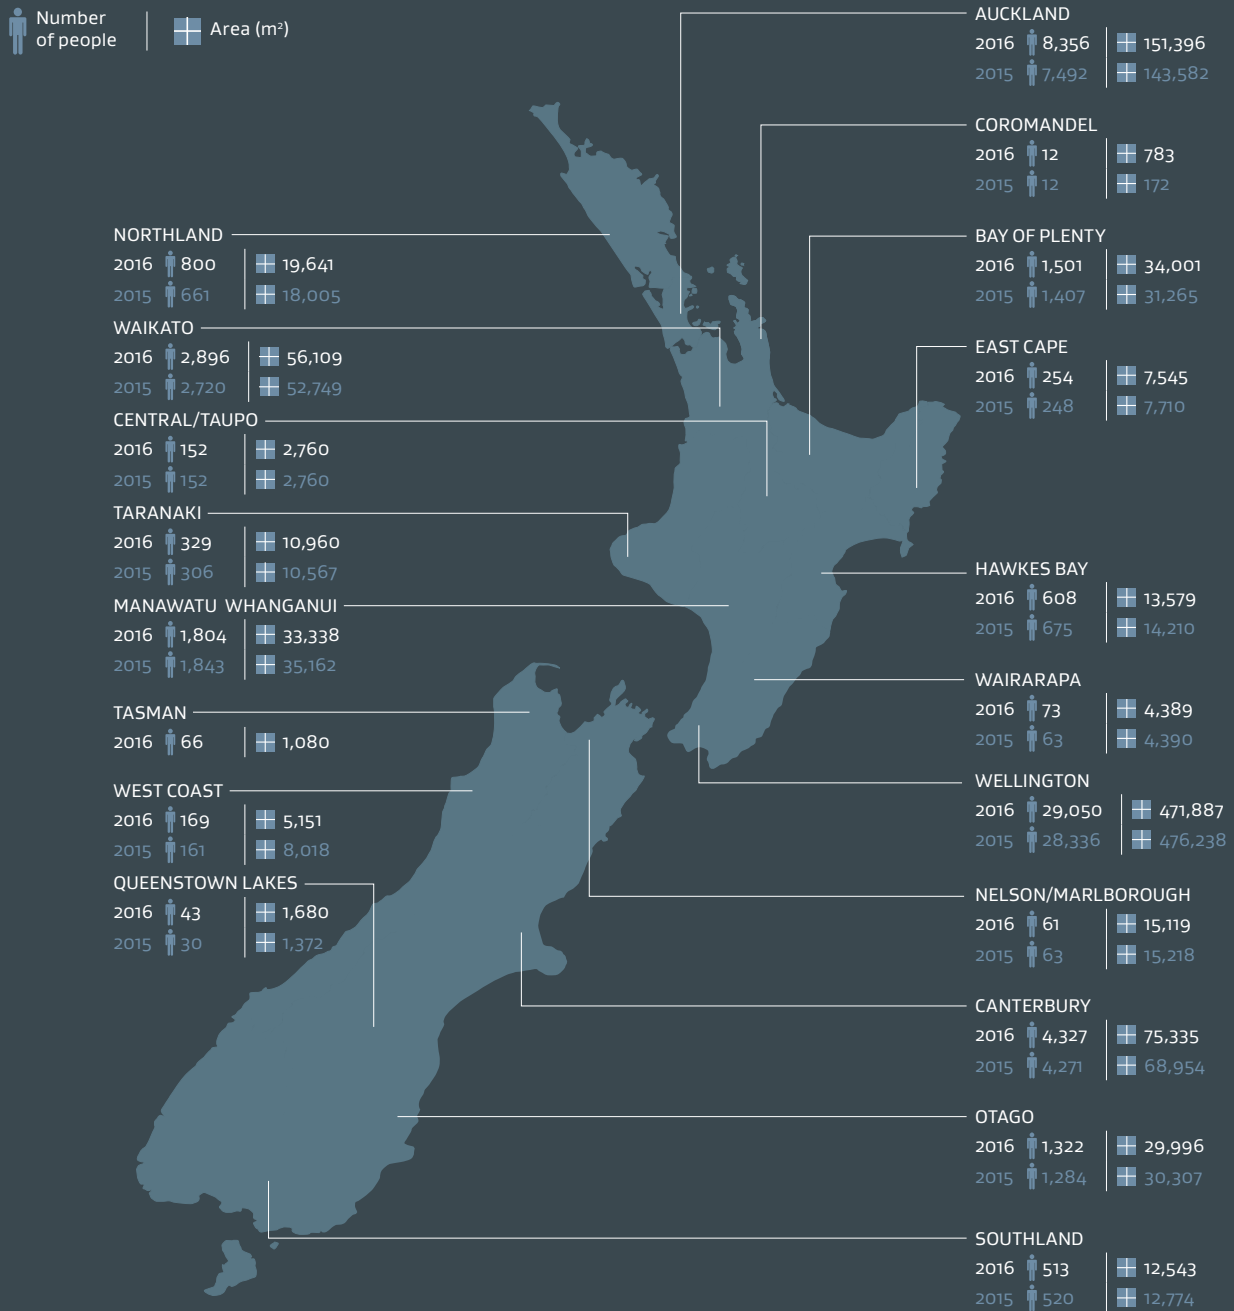 Number
of people
Area (m²)
AUCKLAND
2016 8,356 151,396
2015 7,492 143,582
COROMANDEL
2016 12 783
2015 12 172
NORTHLAND
2016 800 19,641
2015 661 18,005
BAY OF PLENTY
2016 1,501 34,001
2015 1,407 31,265
WAIKATO
2016 2,896 56,109
2015 2,720 52,749
EAST CAPE
2016 254 7,545
2015 248 7,710
CENTRAL/TAUPO
2016 152 2,760
2015 152 2,760
TARANAKI
2016 329 10,960
2015 306 10,567
HAWKES BAY
2016 608 13,579
2015 675 14,210
MANAWATU WHANGANUI
2016 1,804 33,338
2015 1,843 35,162
WAIRARAPA
2016 73 4,389
2015 63 4,390
TASMAN
2016 66 1,080
WELLINGTON
2016 29,050 471,887
2015 28,336 476,238
WEST COAST
2016 169 5,151
2015 161 8,018
QUEENSTOWN LAKES
2016 43 1,680
2015 30 1,372
NELSON/MARLBOROUGH
2016 61 15,119
2015 63 15,218
CANTERBURY
2016 4,327 75,335
2015 4,271 68,954
OTAGO
2016 1,322 29,996
2015 1,284 30,307
SOUTHLAND
2016 513 12,543
2015 520 12,774